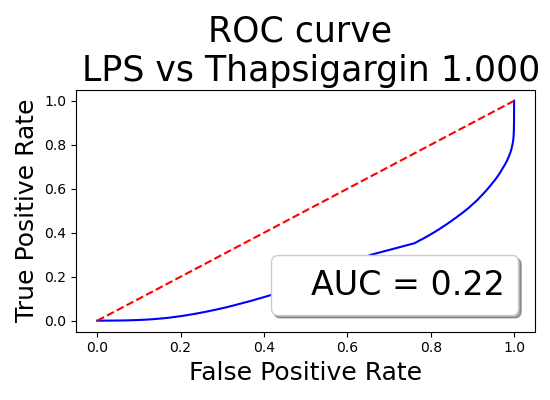 ROC curve
LPS vs Thapsigargin 1.000
True Positive Rate
1.0
0.8
0.6
0.4
0.2
0.0
AUC = 0.22
0.0 0.2 0.4 0.6 0.8 1.0
False Positive Rate